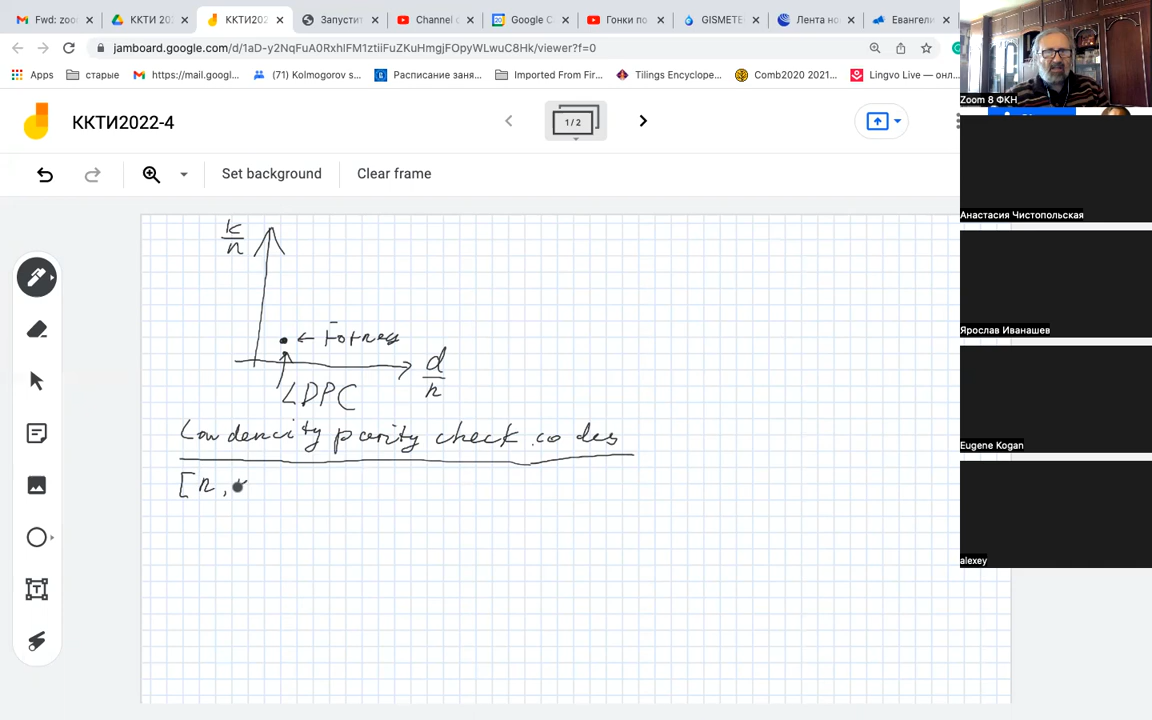 Fwd: zoo
ККТИ 202
ККТИ202
Запусти
Channel c
Google C
Гонки по
GISMETE
Лента но
Евангели
jamboard.google.com/d/1aD-y2NqFuA0RxhlFM1ztiiFuZKuHmgjFOpyWLwuC8Hk/viewer?f=0
Apps
старые
https://mail.googl...
(71) Kolmogorov s...
Расписание заня...
Imported From Fir...
Tilings Encyclope...
Comb2020 2021...
Lingvo Live — онл...
ККТИ2022-4
1/2
Set background
Clear frame
k/n
← Forney
d/n
LDPC
Low dencity parity check codes
[n,
Zoom 8 ФКН
Анастасия Чистопольская
Ярослав Иванашев
Eugene Kogan
alexey